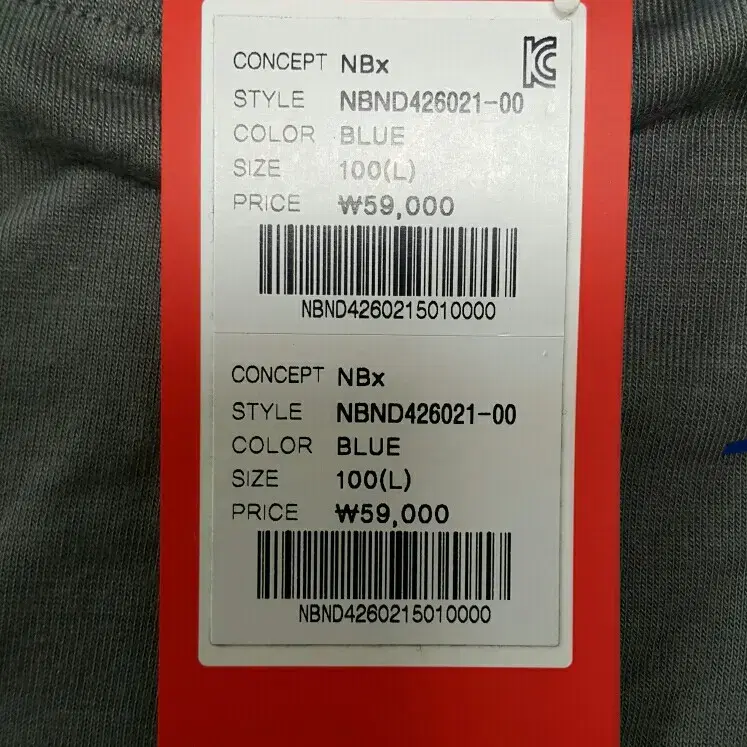 CONCEPT NBx
STYLE NBND426021-00
COLOR BLUE
SIZE 100(L)
PRICE ₩59,000
NBND4260215010000
CONCEPT NBx
STYLE NBND426021-00
COLOR BLUE
SIZE 100(L)
PRICE ₩59,000
NBND4260215010000